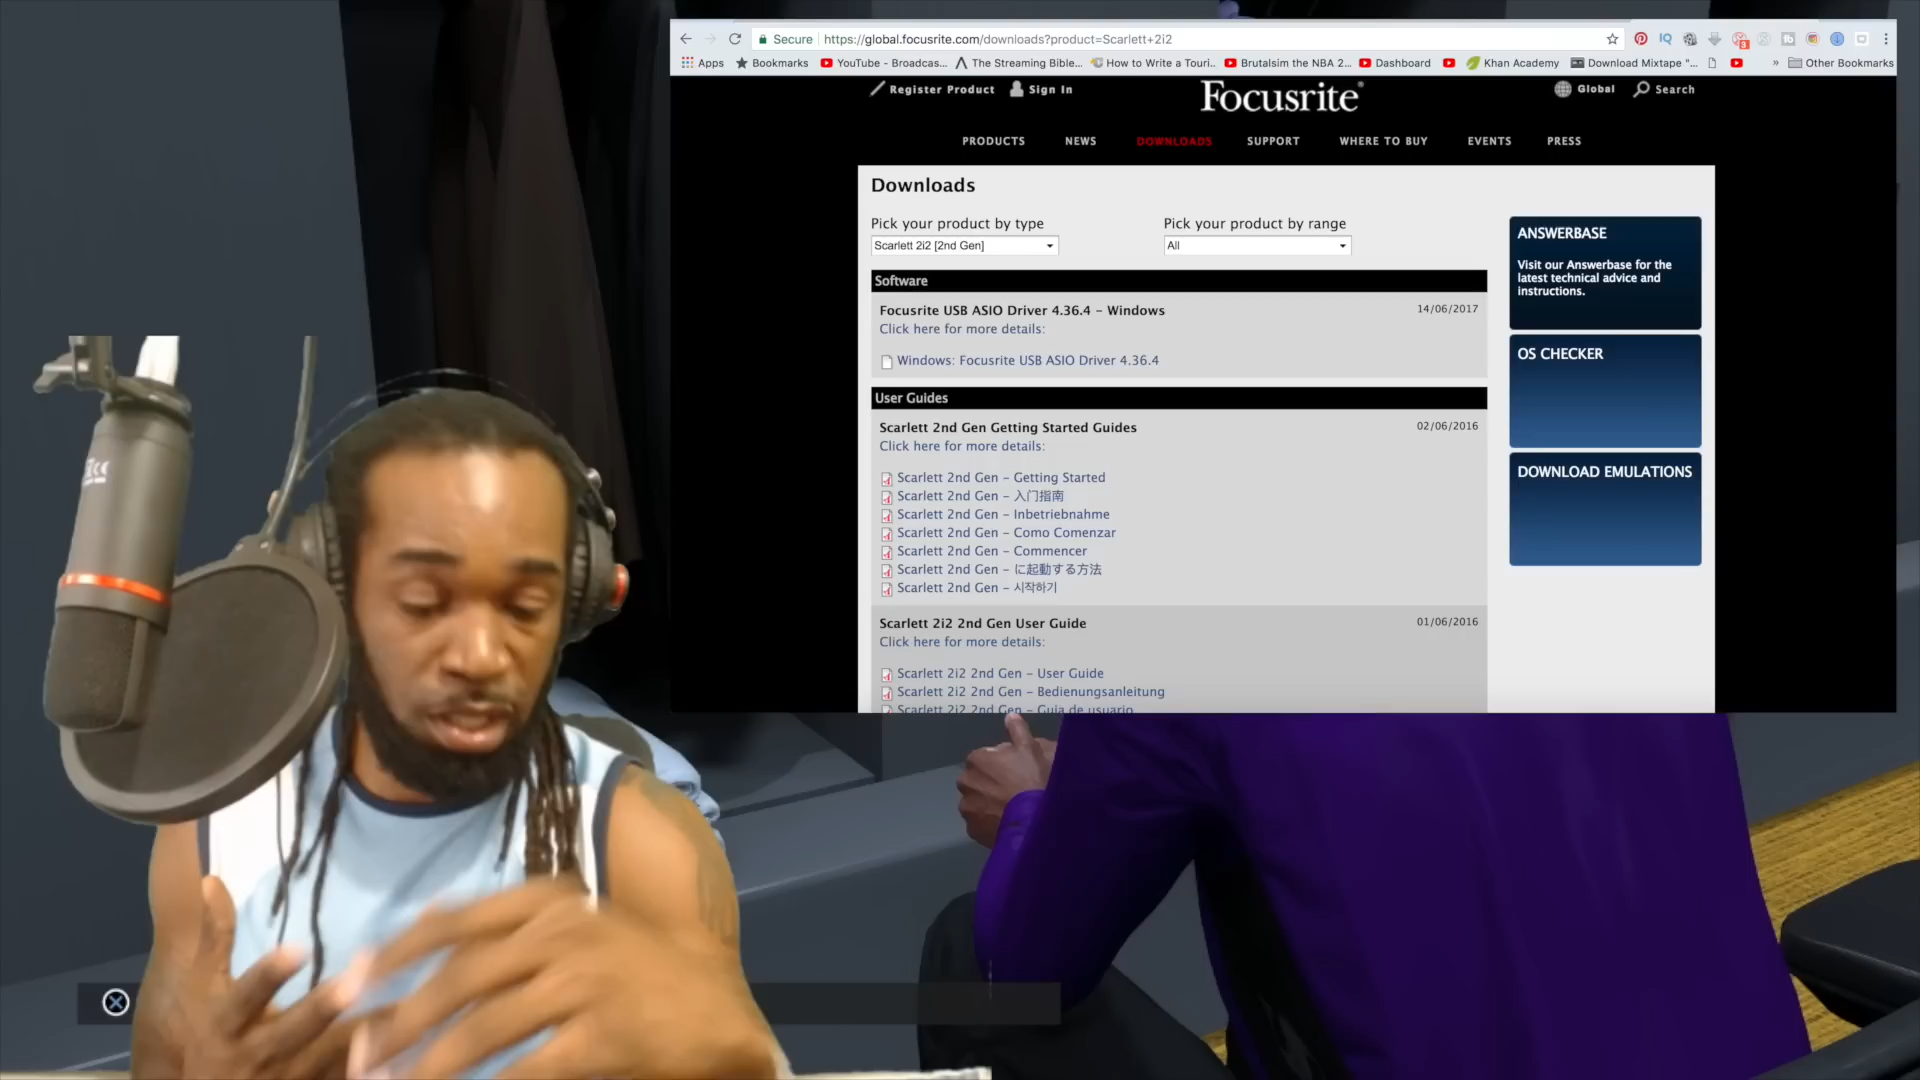 Secure https://global.focusrite.com/downloads?product=Scarlett+2i2
Apps Bookmarks YouTube - Broadcas... The Streaming Bible... How to Write a Touri.. Brutalsim the NBA 2... Dashboard Khan Academy Download Mixtape "... » Other Bookmarks
Register Product Sign In Focusrite® Global Search
PRODUCTS NEWS DOWNLOADS SUPPORT WHERE TO BUY EVENTS PRESS
Downloads
Pick your product by type Pick your product by range
Scarlett 2i2 [2nd Gen] All
Software
Focusrite USB ASIO Driver 4.36.4 – Windows 14/06/2017
Click here for more details:
Windows: Focusrite USB ASIO Driver 4.36.4
User Guides
Scarlett 2nd Gen Getting Started Guides 02/06/2016
Click here for more details:
Scarlett 2nd Gen – Getting Started
Scarlett 2nd Gen – 入门指南
Scarlett 2nd Gen – Inbetriebnahme
Scarlett 2nd Gen – Como Comenzar
Scarlett 2nd Gen – Commencer
Scarlett 2nd Gen – に起動する方法
Scarlett 2nd Gen – 시작하기
Scarlett 2i2 2nd Gen User Guide 01/06/2016
Click here for more details:
Scarlett 2i2 2nd Gen – User Guide
Scarlett 2i2 2nd Gen – Bedienungsanleitung
Scarlett 2i2 2nd Gen – Guia de usuario
ANSWERBASE
Visit our Answerbase for the
latest technical advice and
instructions.
OS CHECKER
DOWNLOAD EMULATIONS